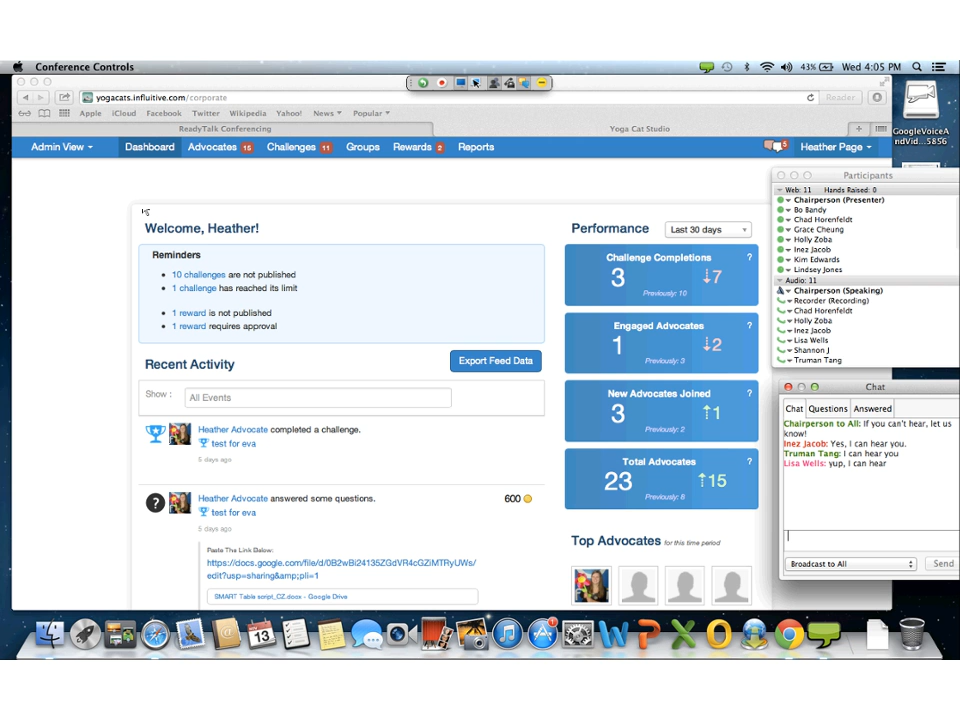 Conference Controls
43%
Wed 4:05 PM
yogacats.influitive.com/corporate
Reader
Apple iCloud Facebook Twitter Wikipedia Yahoo! News Popular
ReadyTalk Conferencing
Yoga Cat Studio
GoogleVoiceA
ndVid...5856
Admin View Dashboard Advocates 15 Challenges 11 Groups Rewards 2 Reports 5 Heather Page
Welcome, Heather!
Reminders
10 challenges are not published
1 challenge has reached its limit
1 reward is not published
1 reward requires approval
Recent Activity
Export Feed Data
Show :
All Events
Heather Advocate completed a challenge.
test for eva
5 days ago
Heather Advocate answered some questions.
600
test for eva
5 days ago
Paste The Link Below:
https://docs.google.com/file/d/0B2wBi24135ZGdVR4cGZiMTRyUWs/
edit?usp=sharing&amp;pli=1
SMART Table script_CZ.docx - Google Drive
Performance
Last 30 days
Challenge Completions
?
3
↓7
Previously: 10
Engaged Advocates
?
1
↓2
Previously: 3
New Advocates Joined
?
3
↑1
Previously: 2
Total Advocates
?
23
↑15
Previously: 8
Top Advocates for this time period
Participants
Web: 11 Hands Raised: 0
Chairperson (Presenter)
Bo Bandy
Chad Horenfeldt
Grace Cheung
Holly Zoba
Inez Jacob
Kim Edwards
Lindsey Jones
Audio: 11
Chairperson (Speaking)
Recorder (Recording)
Chad Horenfeldt
Holly Zoba
Inez Jacob
Lisa Wells
Shannon J
Truman Tang
Chat
Chat Questions Answered
Chairperson to All: If you can't hear, let us
know!
Inez Jacob: Yes, I can hear you.
Truman Tang: I can hear you
Lisa Wells: yup, I can hear
Broadcast to All
Send
13
1